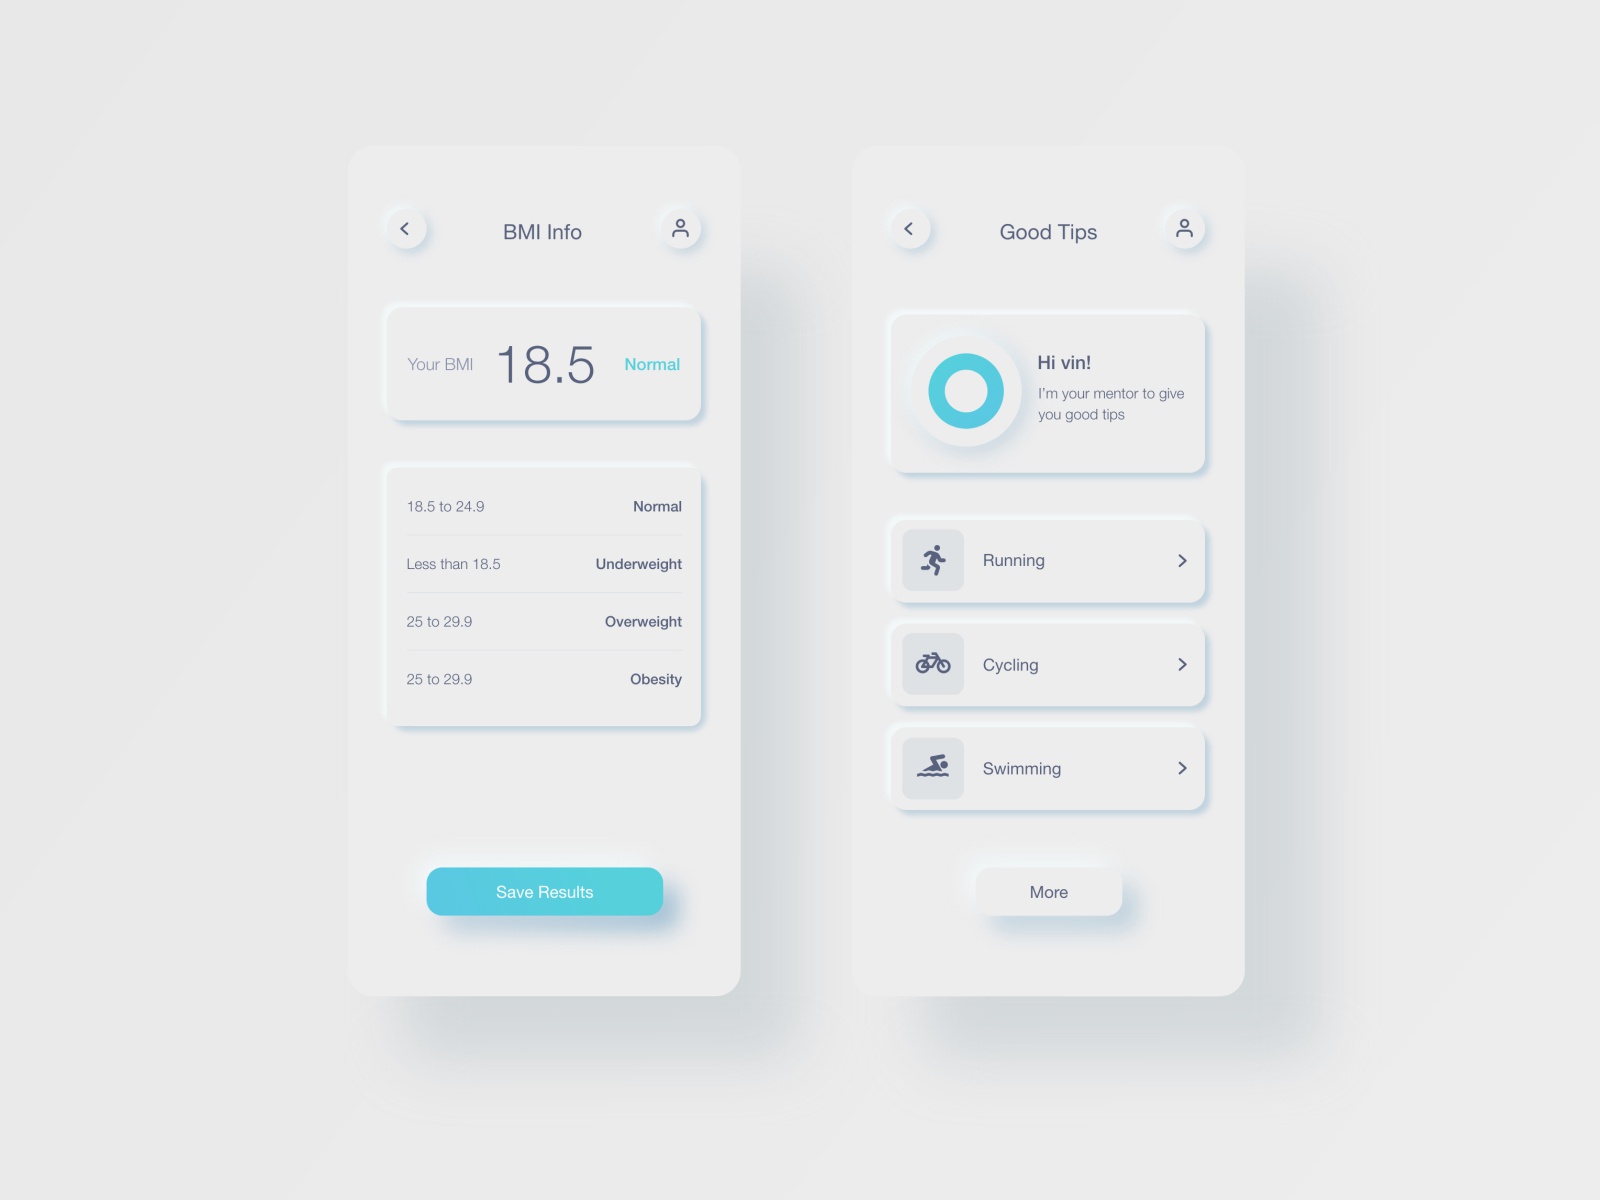 BMI Info
Your BMI 18.5 Normal
18.5 to 24.9 Normal
Less than 18.5 Underweight
25 to 29.9 Overweight
25 to 29.9 Obesity
Save Results
Good Tips
Hi vin!
I'm your mentor to give
you good tips
Running
Cycling
Swimming
More